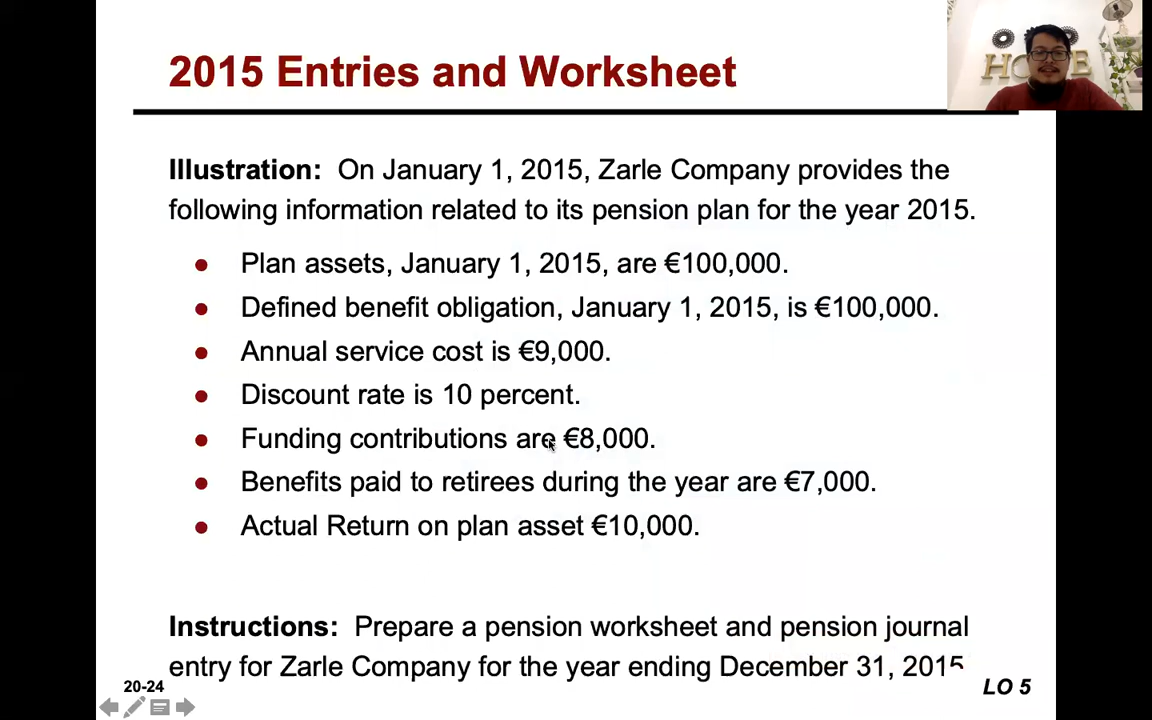 2015 Entries and Worksheet
HOME
Illustration: On January 1, 2015, Zarle Company provides the
following information related to its pension plan for the year 2015.
● Plan assets, January 1, 2015, are €100,000.
● Defined benefit obligation, January 1, 2015, is €100,000.
● Annual service cost is €9,000.
● Discount rate is 10 percent.
● Funding contributions are €8,000.
● Benefits paid to retirees during the year are €7,000.
● Actual Return on plan asset €10,000.
Instructions: Prepare a pension worksheet and pension journal
entry for Zarle Company for the year ending December 31, 2015
20-24
LO 5